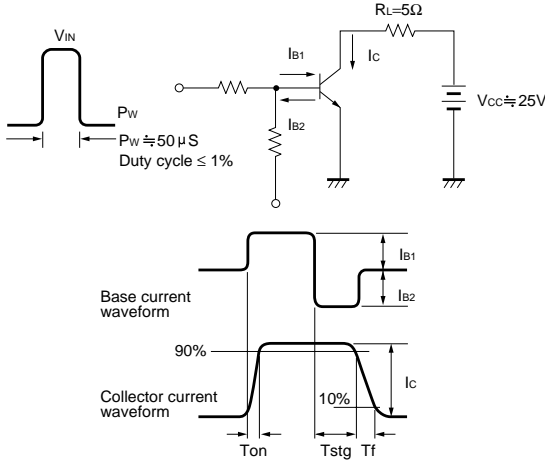 RL=5Ω
VIN
IB1
IC
VCC≒25V
PW
IB2
PW≒50μS
Duty cycle ≤ 1%
IB1
IB2
Base current
waveform
90%
IC
Collector current
waveform
10%
Ton
Tstg
Tf